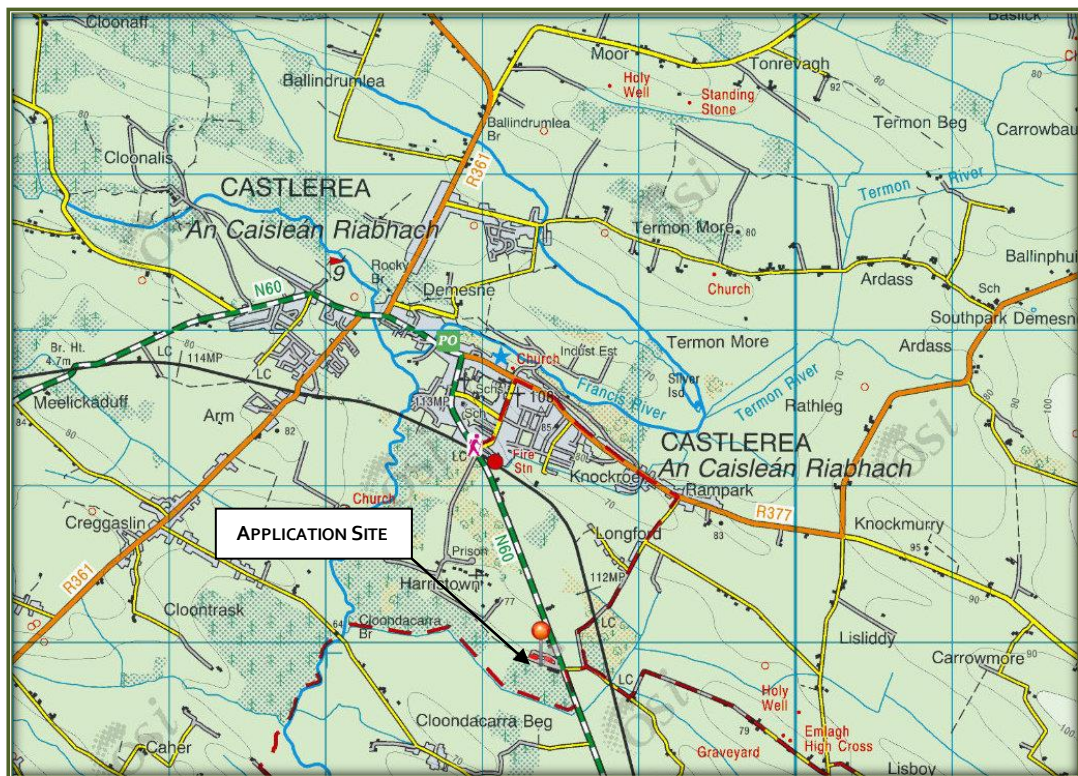 Cloonaff
Baslick
Moor
Tonrevagh
Ballindrumlea
Holy
Well
Standing
Stone
92
80
Ballindrumlea
Br
Termon Beg
Cloonalis
R361
CASTLEREA
An Caisleán Riabhach
Termon
River
Termon More
80
9
Rocky
Br
Ardass
Church
N60
Demesne
Sch
Southpark Demesne
PO
Br. Ht.
4.7m
LC
114MP
LC
Church
Indust Est
Termon More
Ardass
Schs
Francis River
Meelickaduff
Arm
113MP
108
Termon River
Rathleg
84
82
Sch
85
80
90
100
LC
Fire
Stn
CASTLEREA
An Caisleán Riabhach
Knockroe
Rampark
Church
R377
Creggaslin
APPLICATION SITE
N60
Longford
83
Knockmurry
95
Prison
R361
Harristown
112MP
77
Cloontrask
Cloondacarra
Br
64
LC
Lisliddy
Carrowmore
90
LC
Holy
Well
Cloondacarra Beg
79
Emlagh
High Cross
Caher
Graveyard
Lisboy
osi